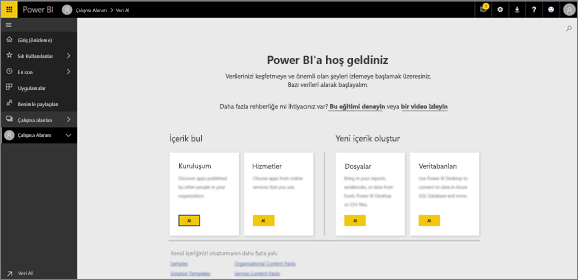 Power BI
Çalışma Alanım > Veri Al
Giriş (önizleme)
Sık Kullanılanlar
En son
Uygulamalar
Benimle paylaşılan
Çalışma alanları
Çalışma Alanım
Veri Al
Power BI'a hoş geldiniz
Verilerinizi keşfetmeye ve önemli olan şeyleri izlemeye başlamak üzeresiniz.
Bazı verileri alarak başlayalım.
Daha fazla rehberliğe mi ihtiyacınız var? Bu eğitimi deneyin veya bir video izleyin
İçerik bul
Yeni içerik oluştur
Kuruluşum
Discover apps published
by other people in your
organization
Al
Hizmetler
Choose apps from online
services that you use
Al
Dosyalar
Bring in your reports,
workbooks, or data from
Excel, Power BI Desktop
or CSV files.
Al
Veritabanları
Use Power BI Desktop to
connect to data in Azure
SQL Database and more
Al
Kendi içeriğinizi oluşturmanın daha fazla yolu
Samples
Organizational Content Packs
Solution Templates
Service Content Packs